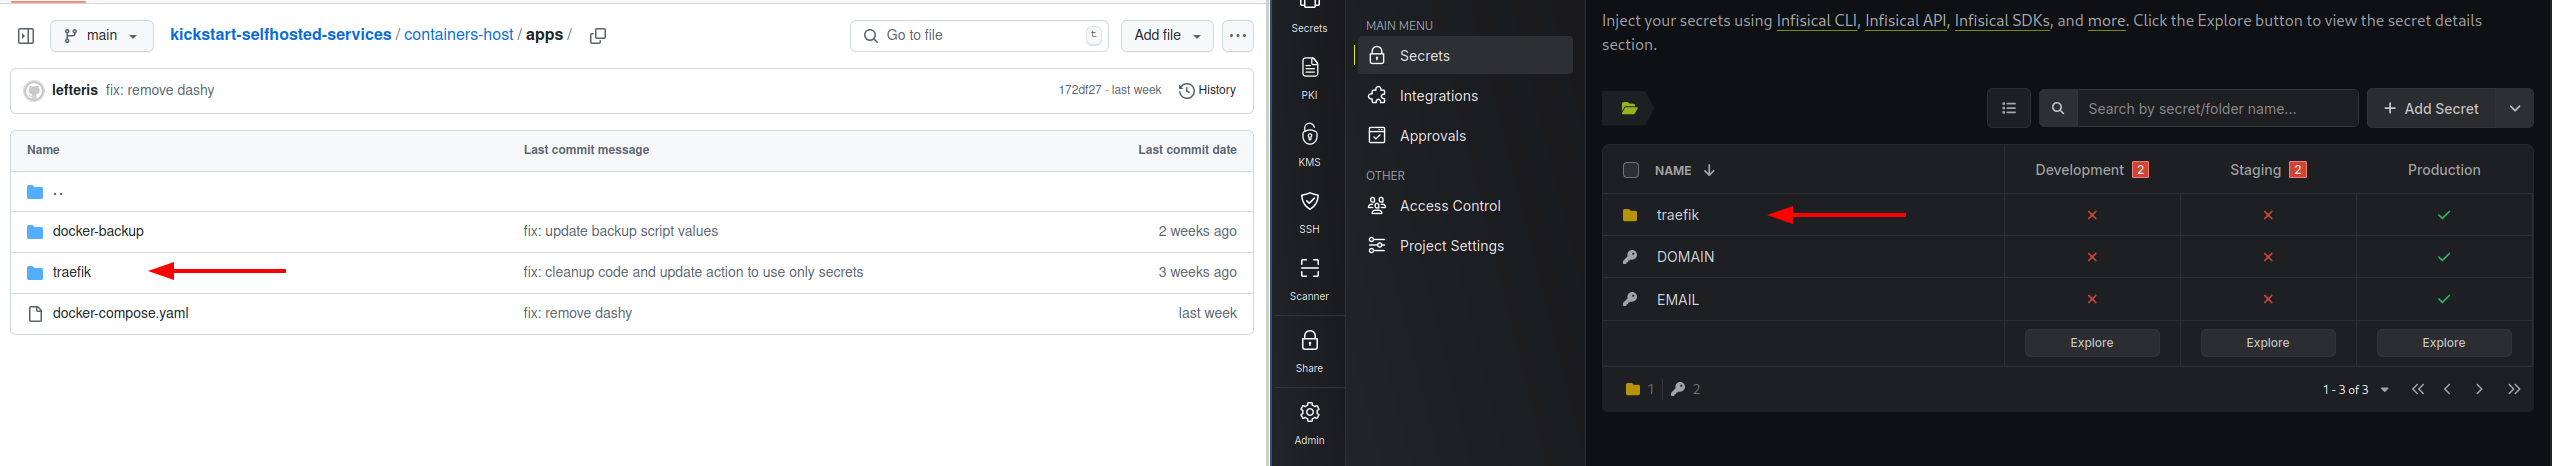 main
kickstart-selfhosted-services / containers-host / apps /
Go to file
t
Add file
lefteris fix: remove dashy
172df27 · last week
History
Name Last commit message Last commit date
..
docker-backup fix: update backup script values 2 weeks ago
traefik fix: cleanup code and update action to use only secrets 3 weeks ago
docker-compose.yaml fix: remove dashy last week
Secrets
PKI
KMS
SSH
Scanner
Share
Admin
MAIN MENU
Secrets
Integrations
Approvals
OTHER
Access Control
Project Settings
Inject your secrets using Infisical CLI, Infisical API, Infisical SDKs, and more. Click the Explore button to view the secret details
section.
Search by secret/folder name...
+ Add Secret
NAME Development 2 Staging 2 Production
traefik
DOMAIN
EMAIL
Explore Explore Explore
1 2
1 - 3 of 3